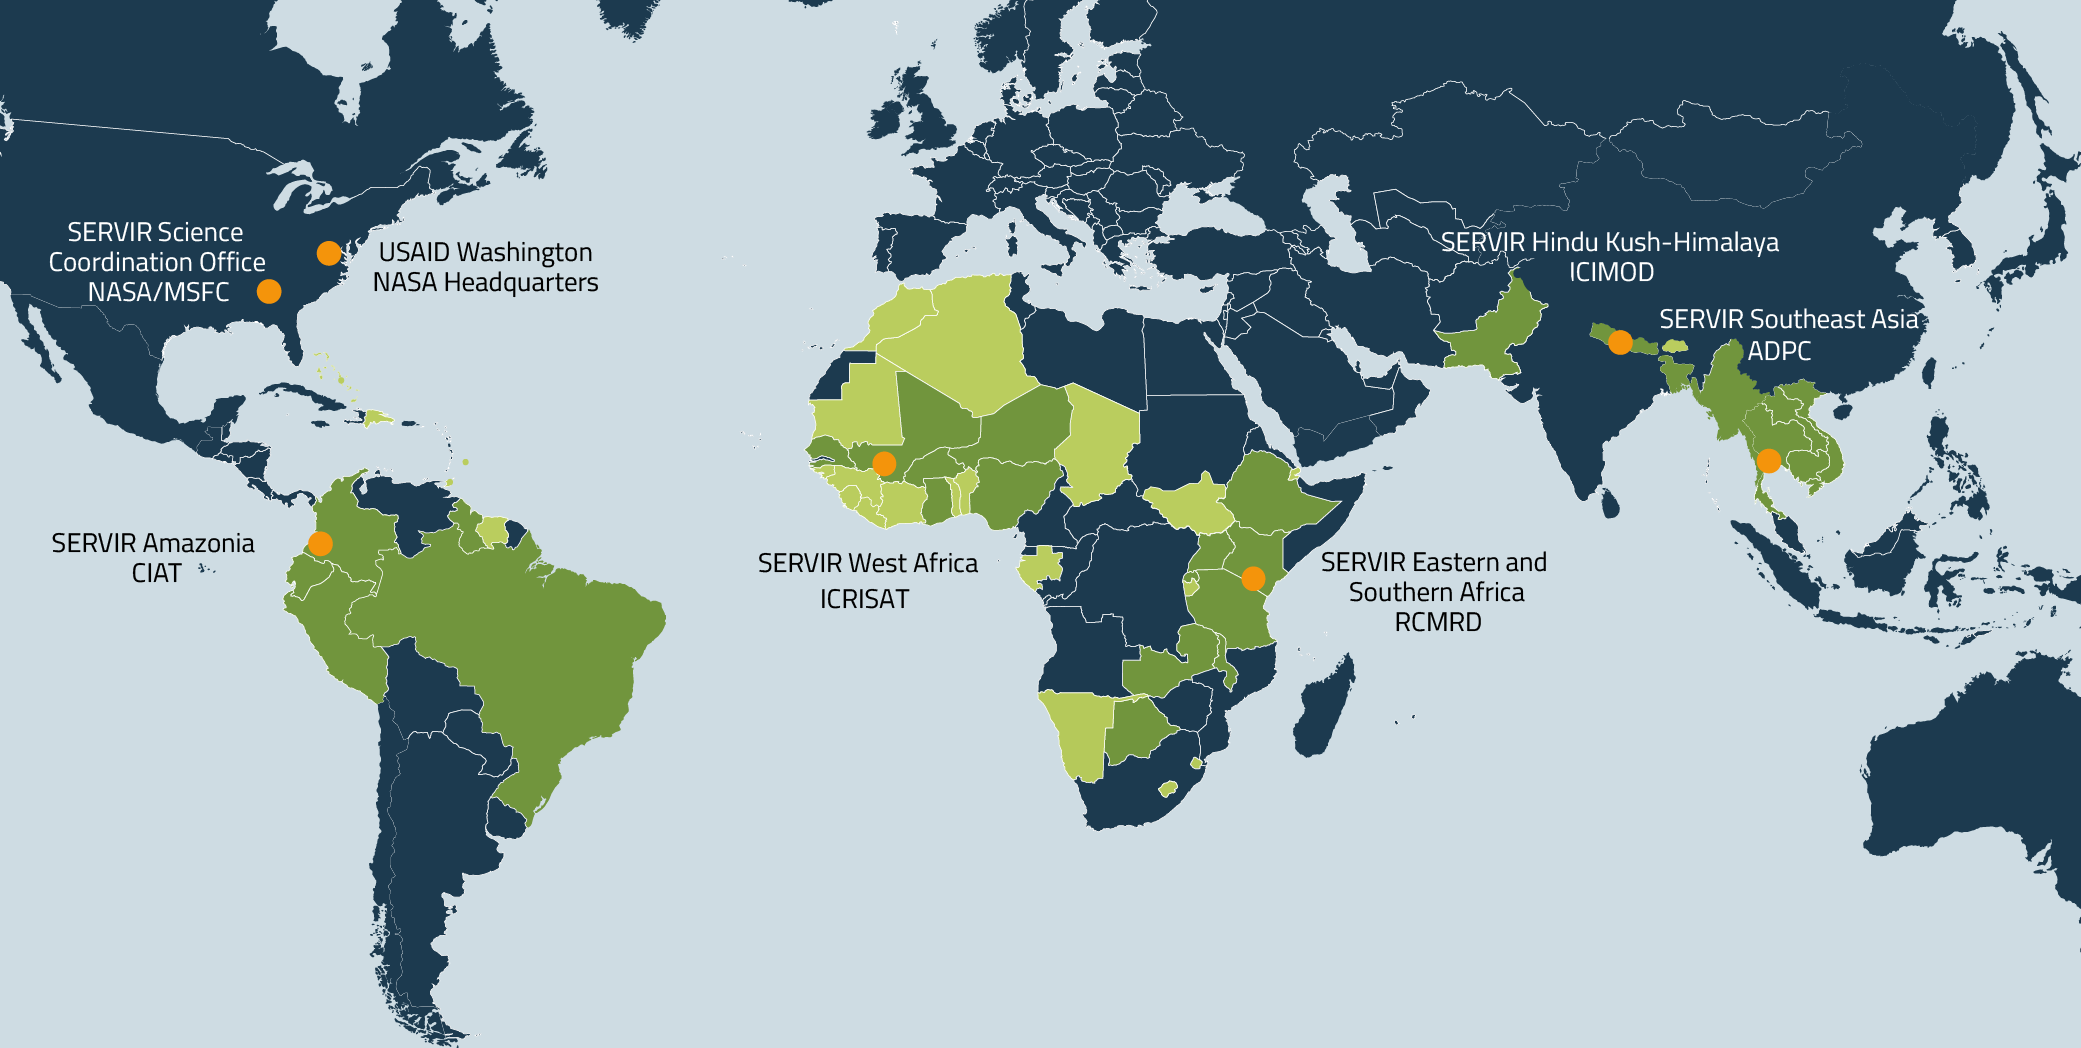 SERVIR Science
Coordination Office
NASA/MSFC
USAID Washington
NASA Headquarters
SERVIR Hindu Kush-Himalaya
ICIMOD
SERVIR Southeast Asia
ADPC
SERVIR Amazonia
CIAT
SERVIR West Africa
ICRISAT
SERVIR Eastern and
Southern Africa
RCMRD